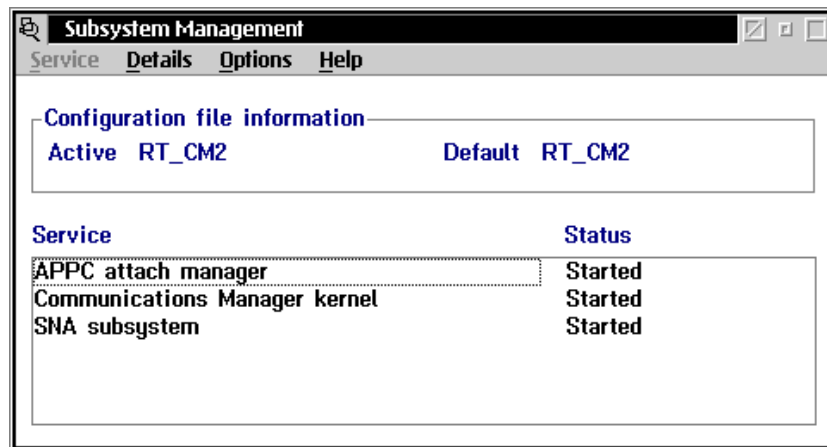 Subsystem Management
Service Details Options Help
Configuration file information
Active RT_CM2 Default RT_CM2
Service Status
APPC attach manager Started
Communications Manager kernel Started
SNA subsystem Started